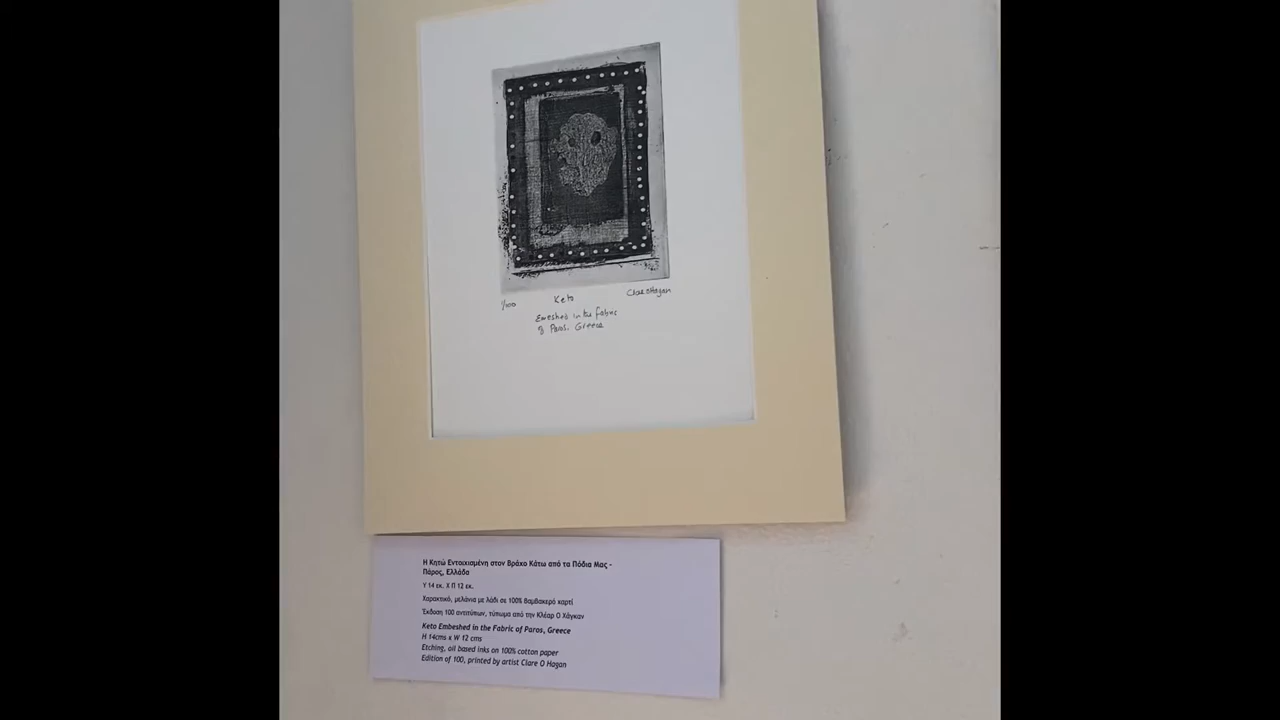 1/100 Keto Clare O Hagan
Emeshed in the fabric
of Paros. Greece
Η Κητώ Εντοιχισμένη στον Βράχο Κάτω από τα Πόδια Μας -
Πάρος, Ελλάδα
Υ 14 εκ. Χ Π 12 εκ.
Χαρακτικό, μελάνια με λάδι σε 100% βαμβακερό χαρτί
Έκδοση 100 αντιτύπων, τύπωμα από την Κλέαρ Ο Χάγκαν
Keto Embeshed in the Fabric of Paros, Greece
H 14cms x W 12 cms
Etching, oil based inks on 100% cotton paper
Edition of 100, printed by artist Clare O Hagan